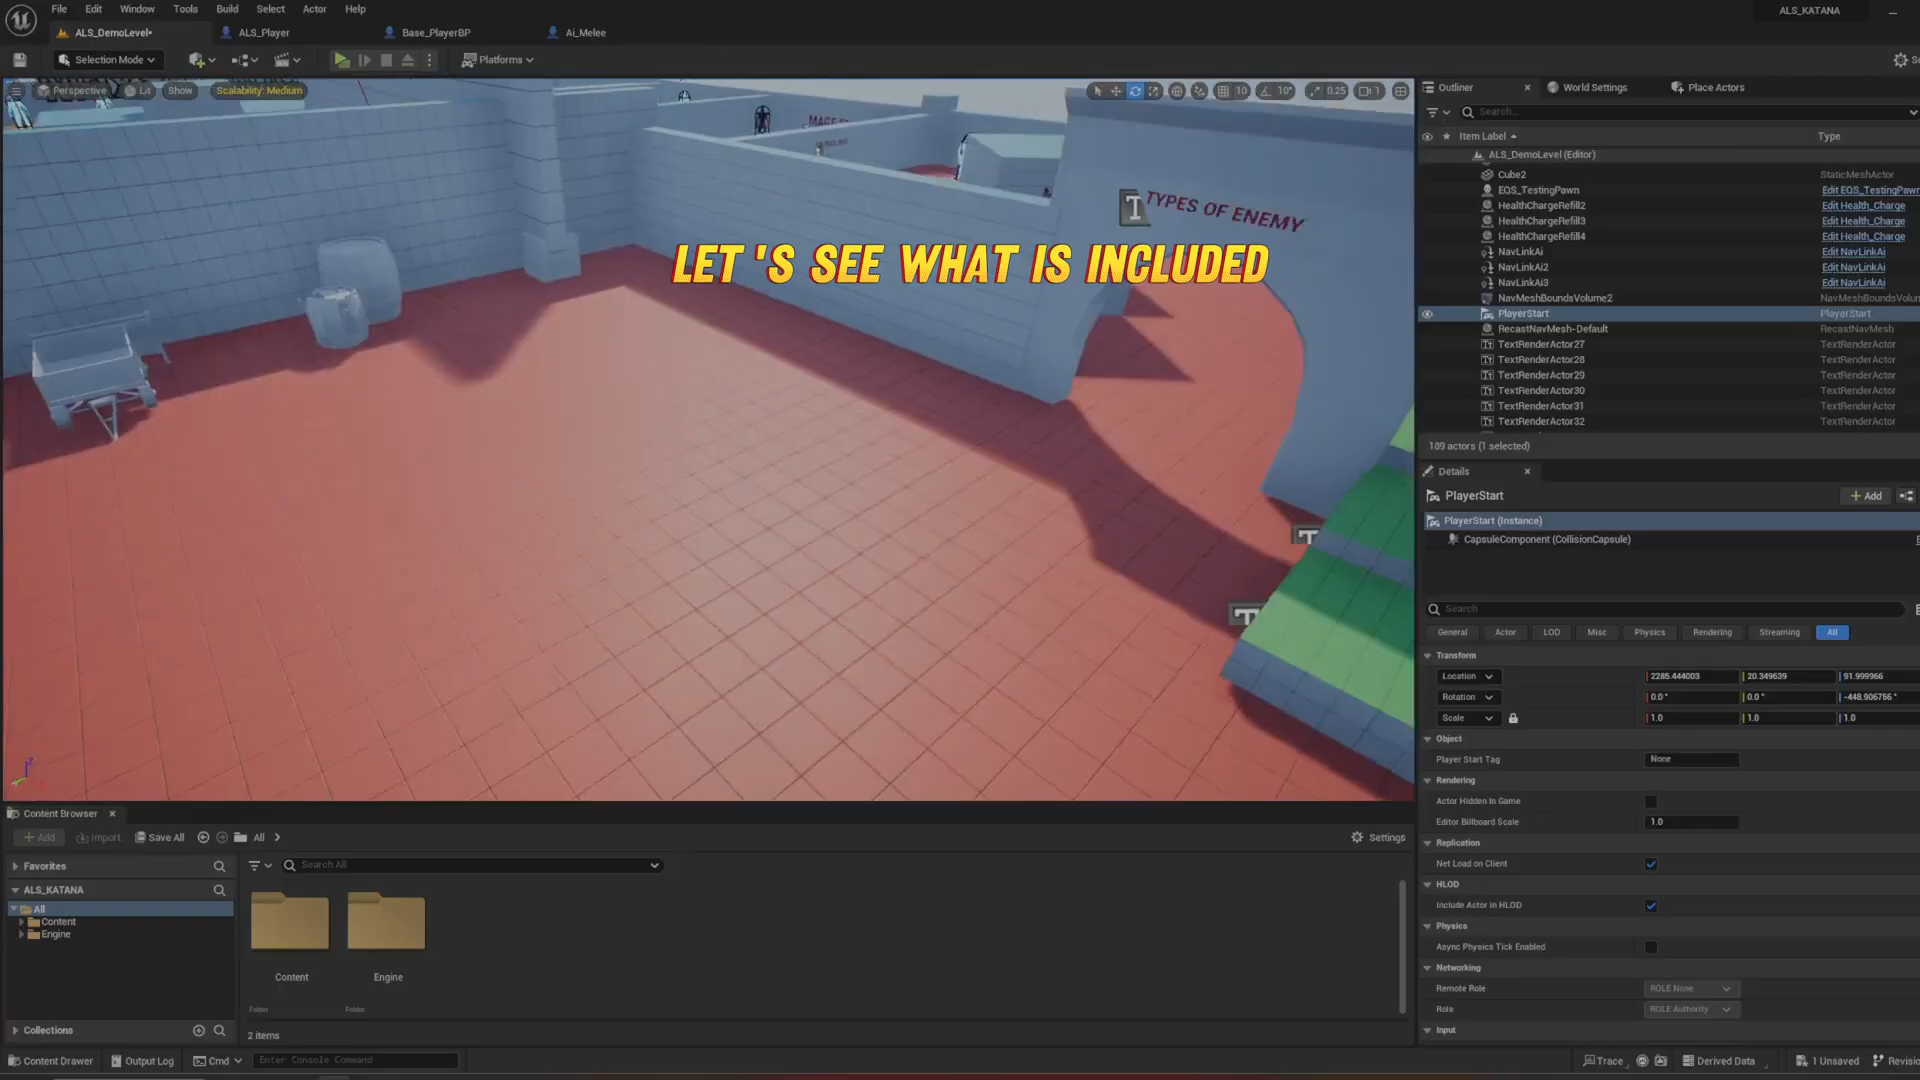 File Edit Window Tools Build Select Actor Help
ALS_KATANA
ALS_DemoLevel•
ALS_Player
Base_PlayerBP
Ai_Melee
Selection Mode
Platforms
Perspective
Lit
Show
Scalability: Medium
10
10°
0.25
1
TYPES OF ENEMY
LET'S SEE WHAT IS INCLUDED
Outliner
World Settings
Place Actors
Search...
Item Label
Type
ALS_DemoLevel (Editor)
Cube2 StaticMeshActor
EQS_TestingPawn Edit EQS_TestingPawn
HealthChargeRefill2 Edit Health_Charge
HealthChargeRefill3 Edit Health_Charge
HealthChargeRefill4 Edit Health_Charge
NavLinkAi Edit NavLinkAi
NavLinkAi2 Edit NavLinkAi
NavLinkAi3 Edit NavLinkAi
NavMeshBoundsVolume2 NavMeshBoundsVolun
PlayerStart PlayerStart
RecastNavMesh-Default RecastNavMesh
TextRenderActor27 TextRenderActor
TextRenderActor28 TextRenderActor
TextRenderActor29 TextRenderActor
TextRenderActor30 TextRenderActor
TextRenderActor31 TextRenderActor
TextRenderActor32 TextRenderActor
189 actors (1 selected)
Details
PlayerStart
Add
PlayerStart (Instance)
CapsuleComponent (CollisionCapsule)
Search
General Actor LOD Misc Physics Rendering Streaming All
Transform
Location 2285.444003 20.349639 91.999966
Rotation 0.0° 0.0° -448.906756°
Scale 1.0 1.0 1.0
Object
Player Start Tag None
Rendering
Actor Hidden In Game
Editor Billboard Scale 1.0
Replication
Net Load on Client
HLOD
Include Actor in HLOD
Physics
Async Physics Tick Enabled
Networking
Remote Role ROLE None
Role ROLE Authority
Input
Content Browser
Add
Import
Save All
All
Settings
Favorites
ALS_KATANA
All
Content
Engine
Collections
Search All
Content
Engine
Folder
Folder
2 items
Content Drawer
Output Log
Cmd
Enter Console Command
Trace
Derived Data
1 Unsaved
Revisio